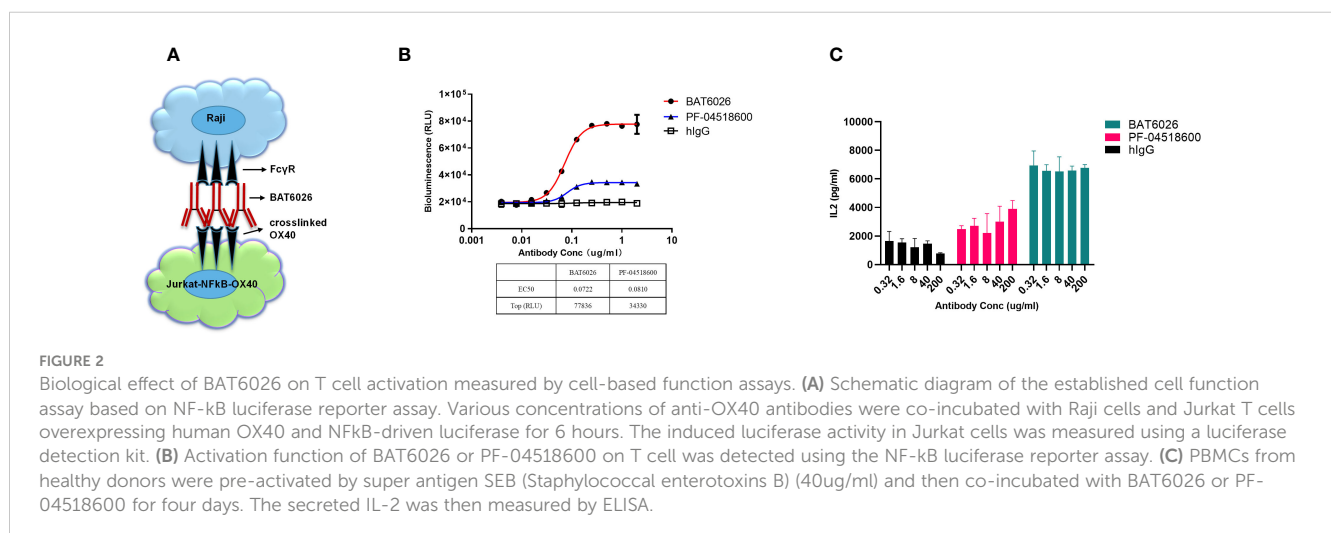 A
Raji
FcγR
BAT6026
crosslinked
OX40
Jurkat-NFkB-OX40
B
1×10⁵
8×10⁴
6×10⁴
4×10⁴
2×10⁴
0
0.001
0.01
0.1
1
10
Bioluminescence (RLU)
Antibody Conc (ug/ml)
BAT6026
PF-04518600
hIgG
BAT6026 PF-04518600
EC50 0.0722 0.0810
Top (RLU) 77836 34330
C
BAT6026
PF-04518600
hIgG
10000
8000
6000
4000
2000
0
IL2 (pg/ml)
0.32 1.6 8 40 200 0.32 1.6 8 40 200 0.32 1.6 8 40 200
Antibody Conc (ug/ml)
FIGURE 2
Biological effect of BAT6026 on T cell activation measured by cell-based function assays. (A) Schematic diagram of the established cell function
assay based on NF-kB luciferase reporter assay. Various concentrations of anti-OX40 antibodies were co-incubated with Raji cells and Jurkat T cells
overexpressing human OX40 and NFkB-driven luciferase for 6 hours. The induced luciferase activity in Jurkat cells was measured using a luciferase
detection kit. (B) Activation function of BAT6026 or PF-04518600 on T cell was detected using the NF-kB luciferase reporter assay. (C) PBMCs from
healthy donors were pre-activated by super antigen SEB (Staphylococcal enterotoxins B) (40ug/ml) and then co-incubated with BAT6026 or PF-
04518600 for four days. The secreted IL-2 was then measured by ELISA.